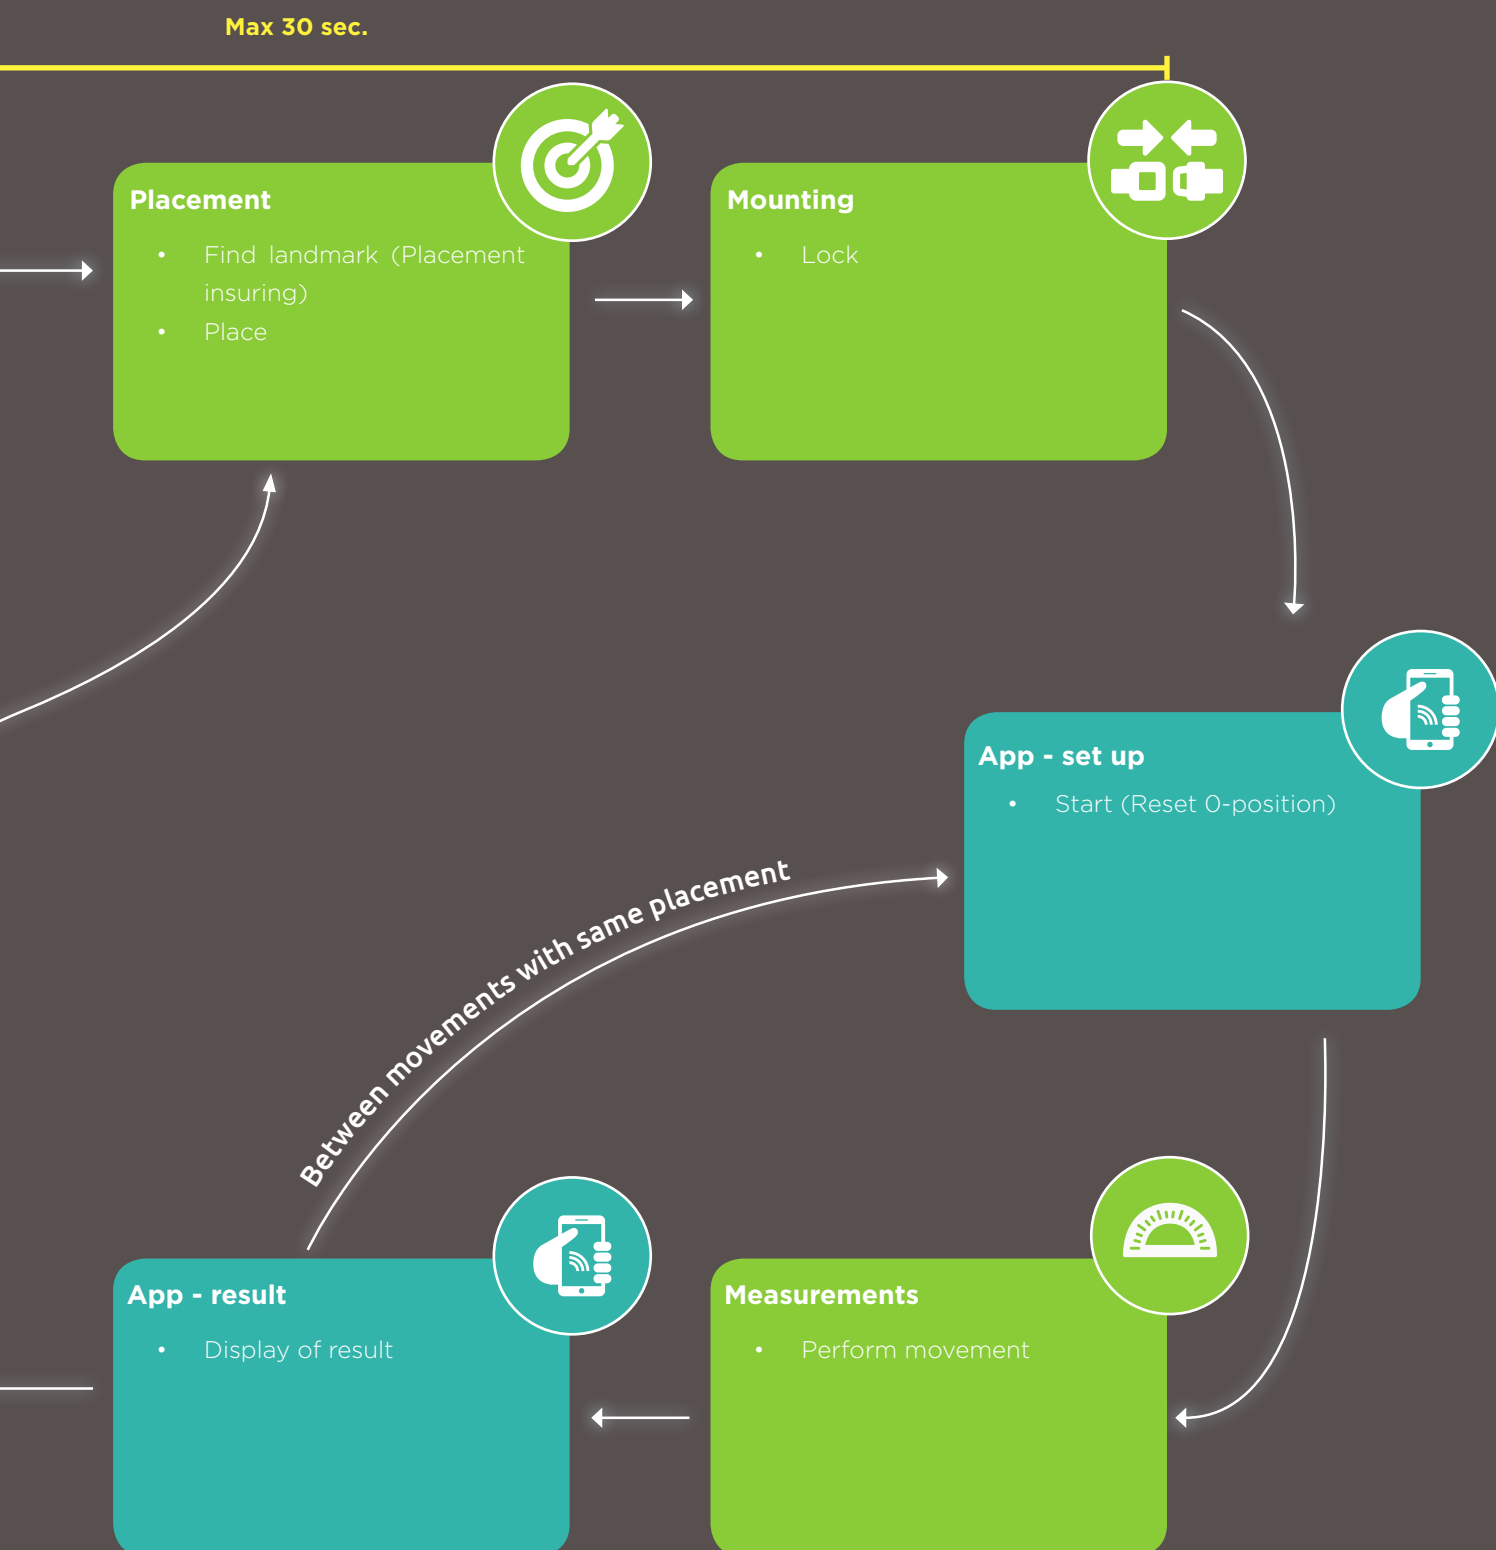 Max 30 sec.
Placement
• Find landmark (Placement
insuring)
• Place
Mounting
• Lock
App - set up
• Start (Reset 0-position)
Between movements with same placement
App - result
• Display of result
Measurements
• Perform movement